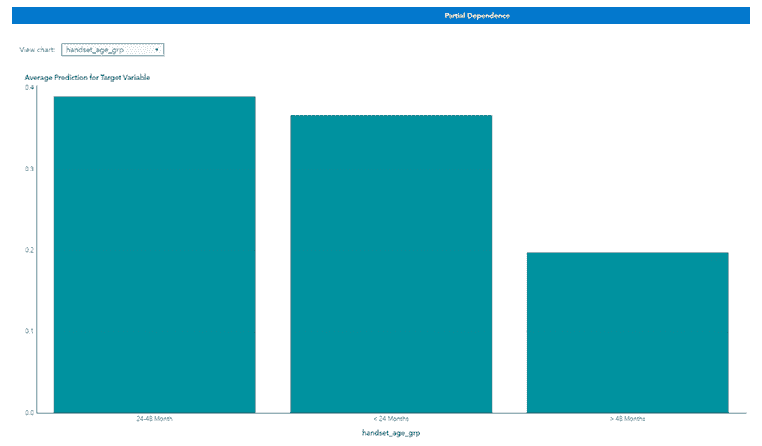 Partial Dependence
View chart: handset_age_grp
Average Prediction for Target Variable
0.4
0.3
0.2
0.1
0.0
24-48 Month
< 24 Months
> 48 Months
handset_age_grp